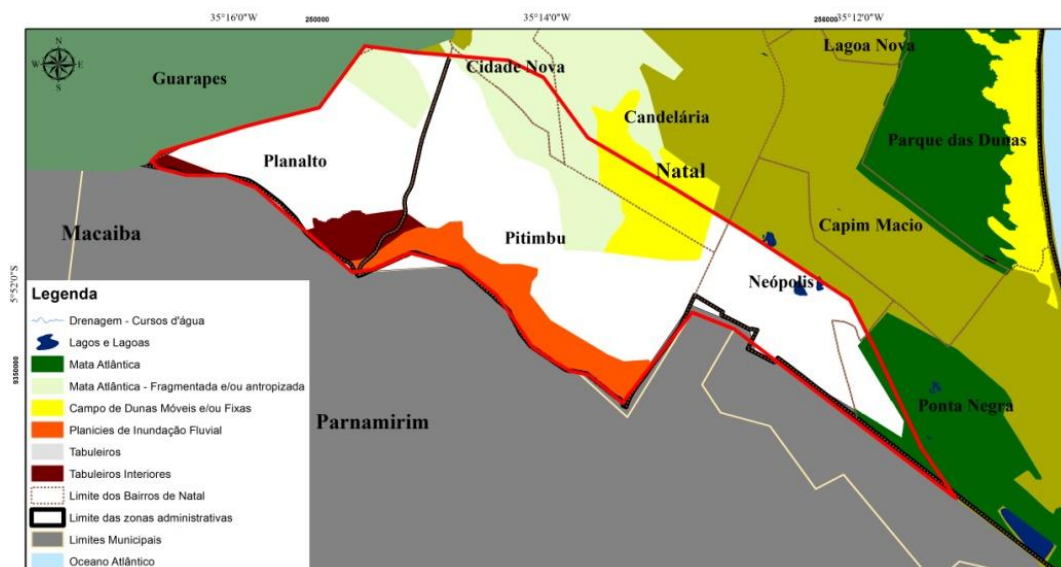 35°16'0"W
280000
35°14'0"W
286000
35°12'0"W
N
W
E
S
Guarapes
Cidade Nova
Lagoa Nova
Candelária
Parque das Dunas
Planalto
Natal
Macaiba
Pitimbu
Capim Macio
5°52'0"S
Neópolis
9350000
Ponta Negra
Parnamirim
Legenda
Drenagem - Cursos d'água
Lagos e Lagoas
Mata Atlântica
Mata Atlântica - Fragmentada e/ou antropizada
Campo de Dunas Móveis e/ou Fixas
Planicies de Inundação Fluvial
Tabuleiros
Tabuleiros Interiores
Limite dos Bairros de Natal
Limite das zonas administrativas
Limites Municipais
Oceano Atlântico